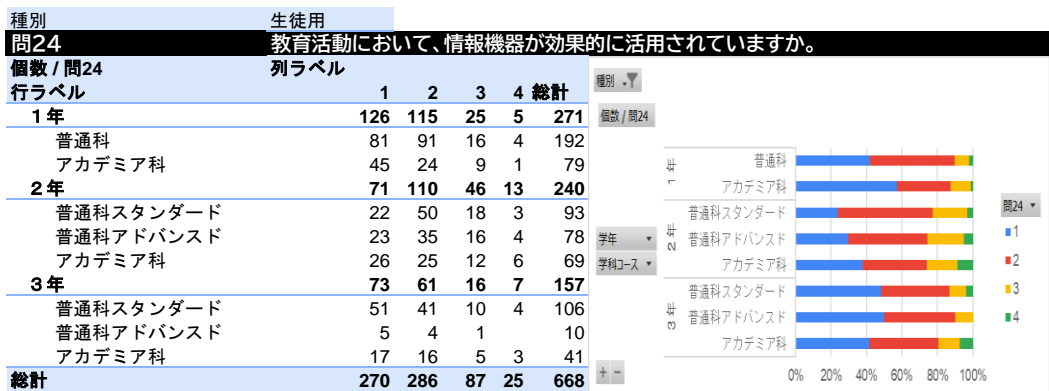 種別 生徒用
問24 教育活動において、情報機器が効果的に活用されていますか。
個数 / 問24 列ラベル
行ラベル 1 2 3 4 総計
１年 126 115 25 5 271
普通科 81 91 16 4 192
アカデミア科 45 24 9 1 79
２年 71 110 46 13 240
普通科スタンダード 22 50 18 3 93
普通科アドバンスド 23 35 16 4 78
アカデミア科 26 25 12 6 69
３年 73 61 16 7 157
普通科スタンダード 51 41 10 4 106
普通科アドバンスド 5 4 1 10
アカデミア科 17 16 5 3 41
総計 270 286 87 25 668
種別
個数 / 問24
学年
学科コース
１年
普通科
アカデミア科
２年
普通科スタンダード
普通科アドバンスド
アカデミア科
３年
普通科スタンダード
普通科アドバンスド
アカデミア科
0% 20% 40% 60% 80% 100%
問24
1
2
3
4
+ −